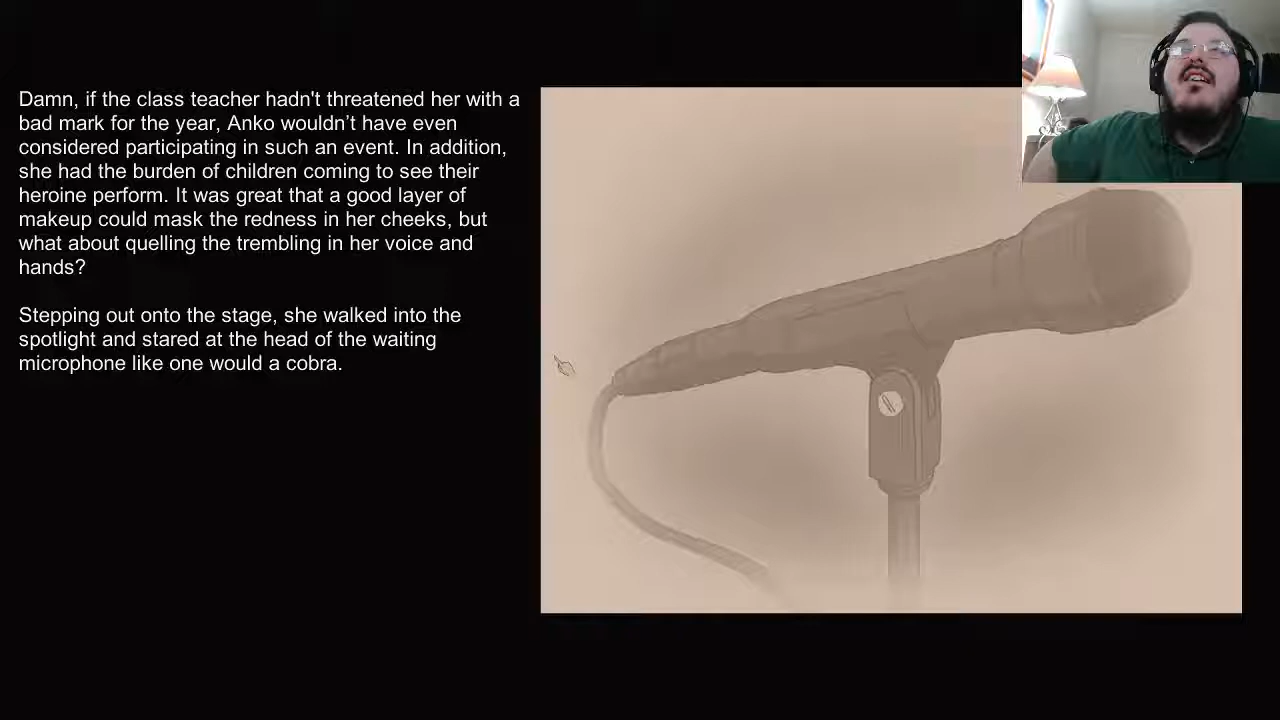 Damn, if the class teacher hadn't threatened her with a
bad mark for the year, Anko wouldn’t have even
considered participating in such an event. In addition,
she had the burden of children coming to see their
heroine perform. It was great that a good layer of
makeup could mask the redness in her cheeks, but
what about quelling the trembling in her voice and
hands?
Stepping out onto the stage, she walked into the
spotlight and stared at the head of the waiting
microphone like one would a cobra.